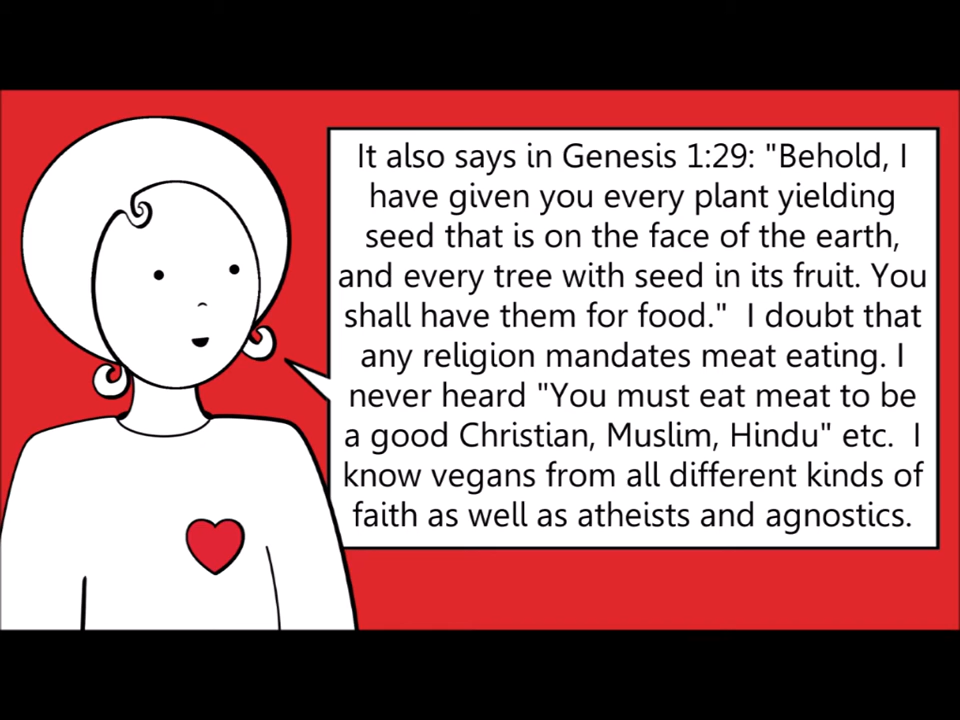 It also says in Genesis 1:29: "Behold, I
have given you every plant yielding
seed that is on the face of the earth,
and every tree with seed in its fruit. You
shall have them for food."  I doubt that
any religion mandates meat eating. I
never heard "You must eat meat to be
a good Christian, Muslim, Hindu" etc.  I
know vegans from all different kinds of
faith as well as atheists and agnostics.